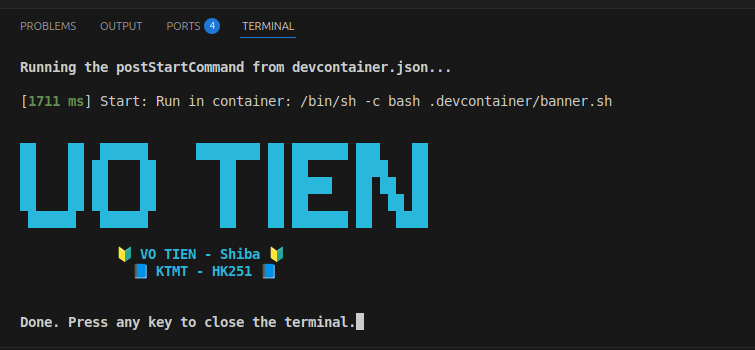 PROBLEMS OUTPUT PORTS 4 TERMINAL
Running the postStartCommand from devcontainer.json...
[1711 ms] Start: Run in container: /bin/sh -c bash .devcontainer/banner.sh
VO TIEN
🔰 VO TIEN - Shiba 🔰
📘 KTMT - HK251 📘
Done. Press any key to close the terminal.